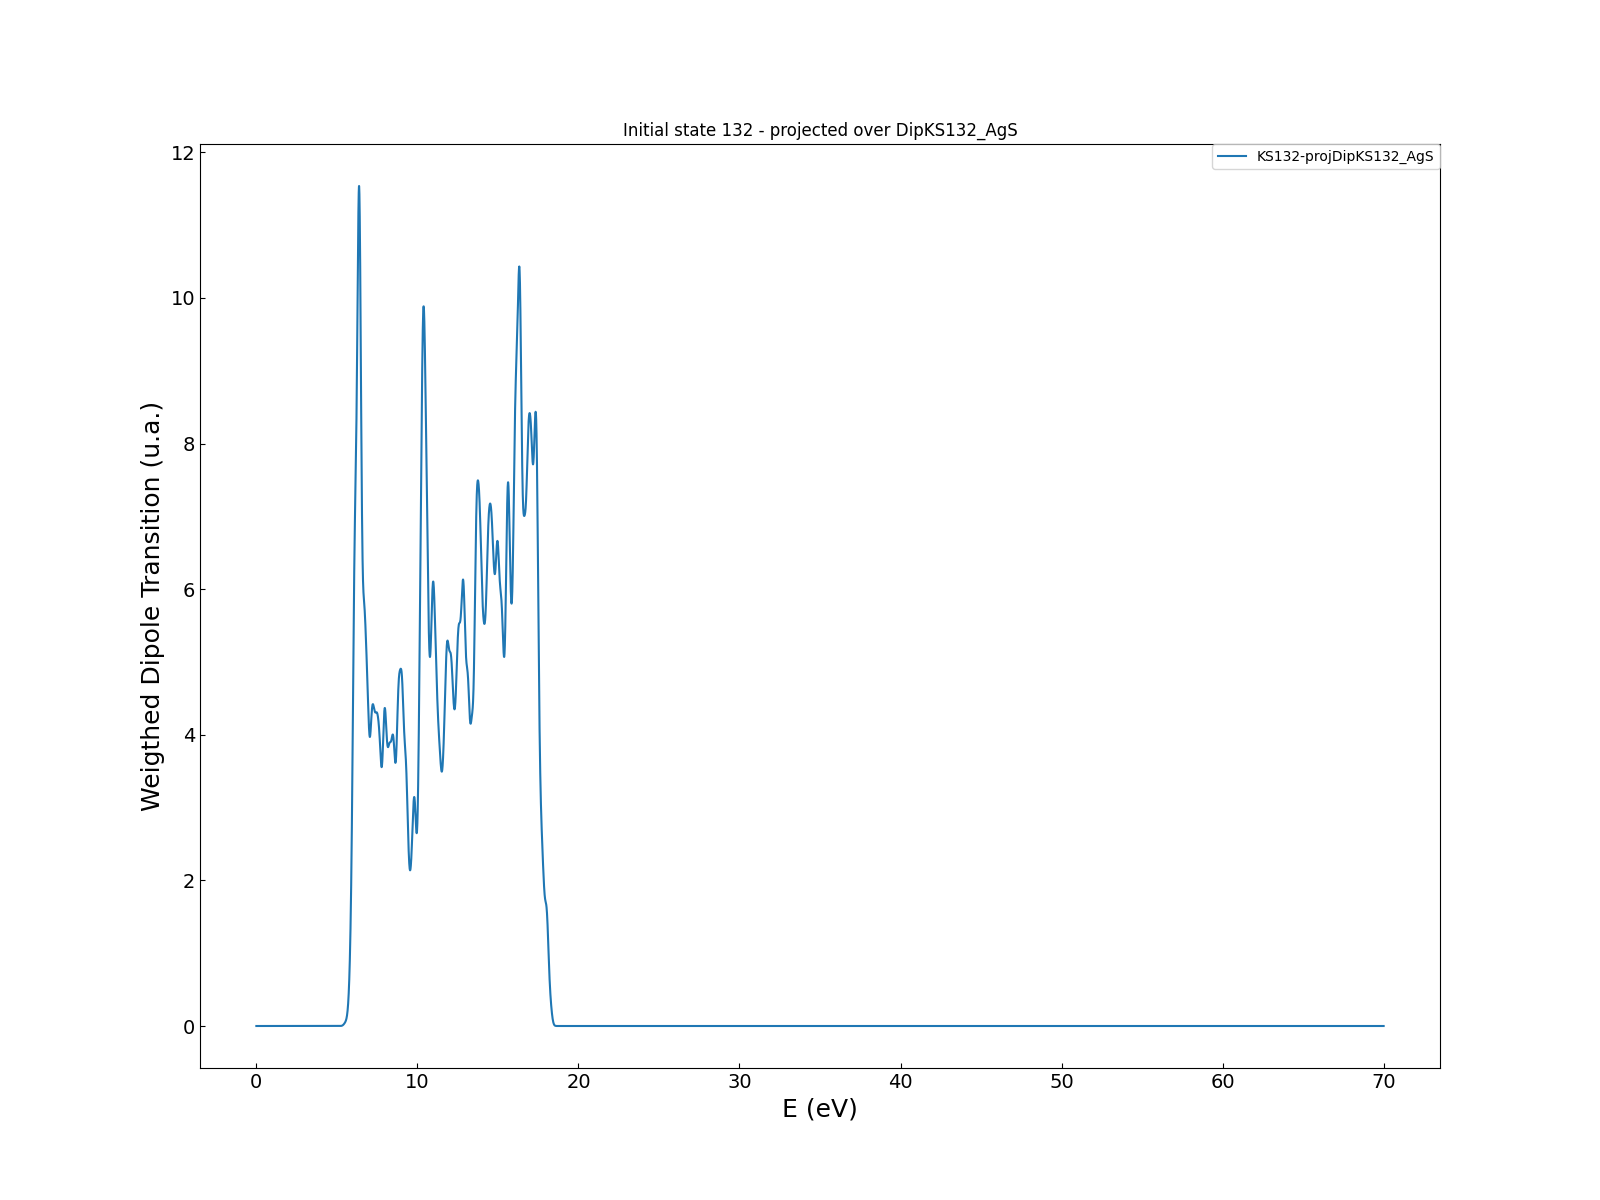 Initial state 132 - projected over DipKS132_AgS
KS132-projDipKS132_AgS
Weigthed Dipole Transition (u.a.)
12
10
8
6
4
2
0
0 10 20 30 40 50 60 70
E (eV)